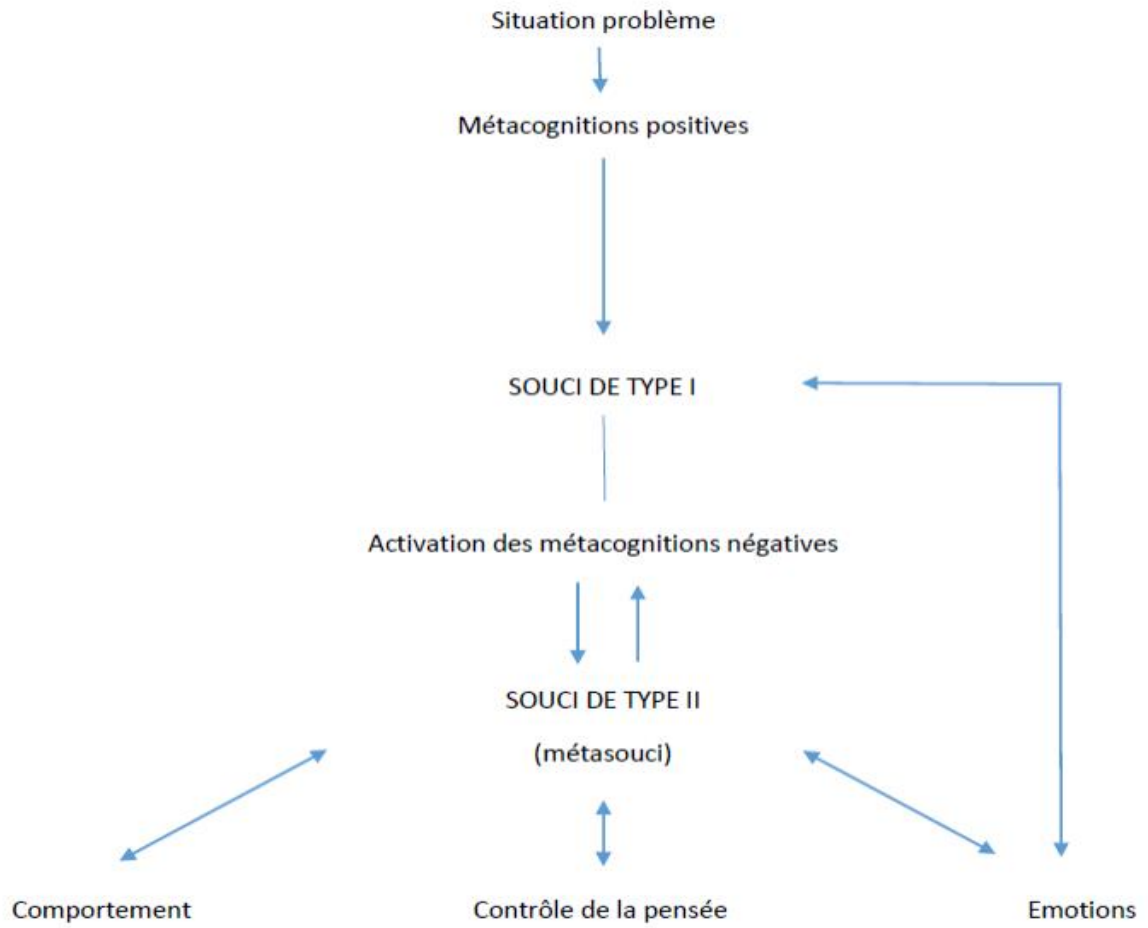 Situation problème
Métacognitions positives
SOUCI DE TYPE I
Activation des métacognitions négatives
SOUCI DE TYPE II
(métasouci)
Comportement
Contrôle de la pensée
Emotions